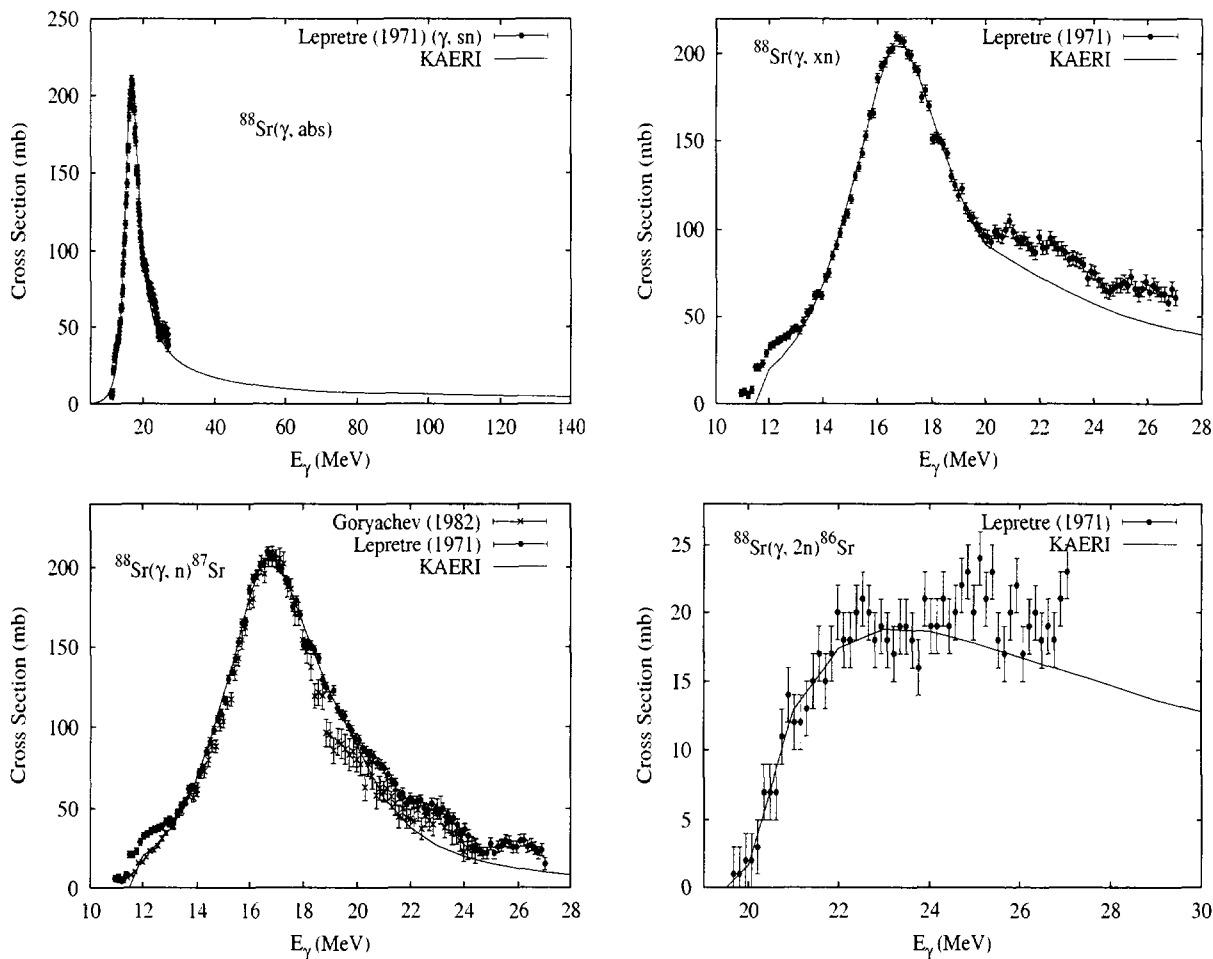 Lepretre (1971) (γ, sn)
KAERI
⁸⁸Sr(γ, abs)
Cross Section (mb)
250
200
150
100
50
0
20 40 60 80 100 120 140
Eγ (MeV)
Lepretre (1971)
KAERI
⁸⁸Sr(γ, xn)
Cross Section (mb)
200
150
100
50
0
10 12 14 16 18 20 22 24 26 28
Eγ (MeV)
Goryachev (1982)
Lepretre (1971)
KAERI
⁸⁸Sr(γ, n)⁸⁷Sr
Cross Section (mb)
200
150
100
50
0
10 12 14 16 18 20 22 24 26 28
Eγ (MeV)
Lepretre (1971)
KAERI
⁸⁸Sr(γ, 2n)⁸⁶Sr
Cross Section (mb)
25
20
15
10
5
0
20 22 24 26 28 30
Eγ (MeV)